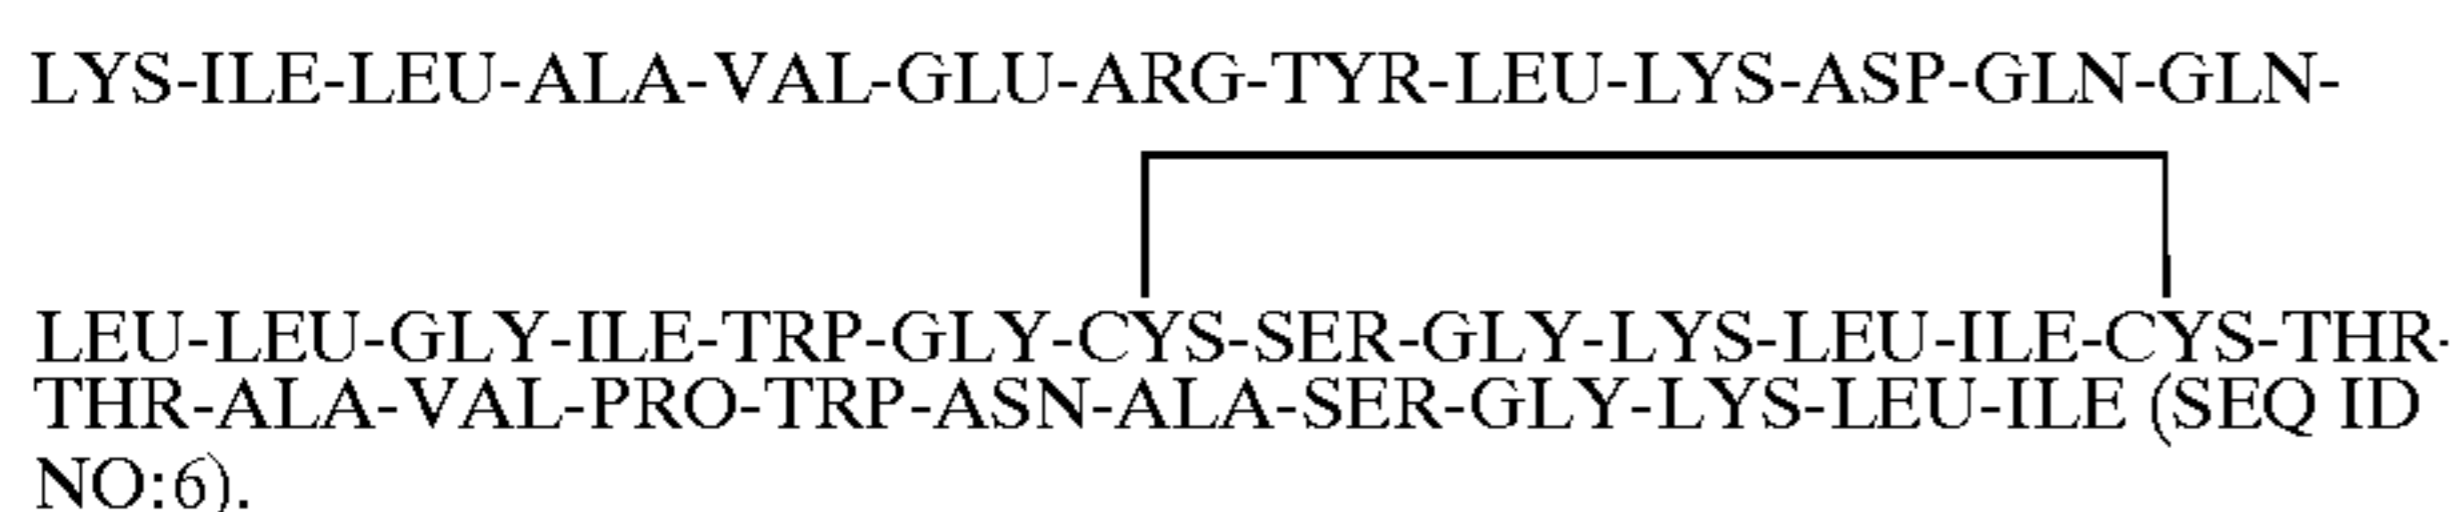 LYS-ILE-LEU-ALA-VAL-GLU-ARG-TYR-LEU-LYS-ASP-GLN-GLN-
LEU-LEU-GLY-ILE-TRP-GLY-CYS-SER-GLY-LYS-LEU-ILE-CYS-THR-
THR-ALA-VAL-PRO-TRP-ASN-ALA-SER-GLY-LYS-LEU-ILE (SEQ ID
NO:6).